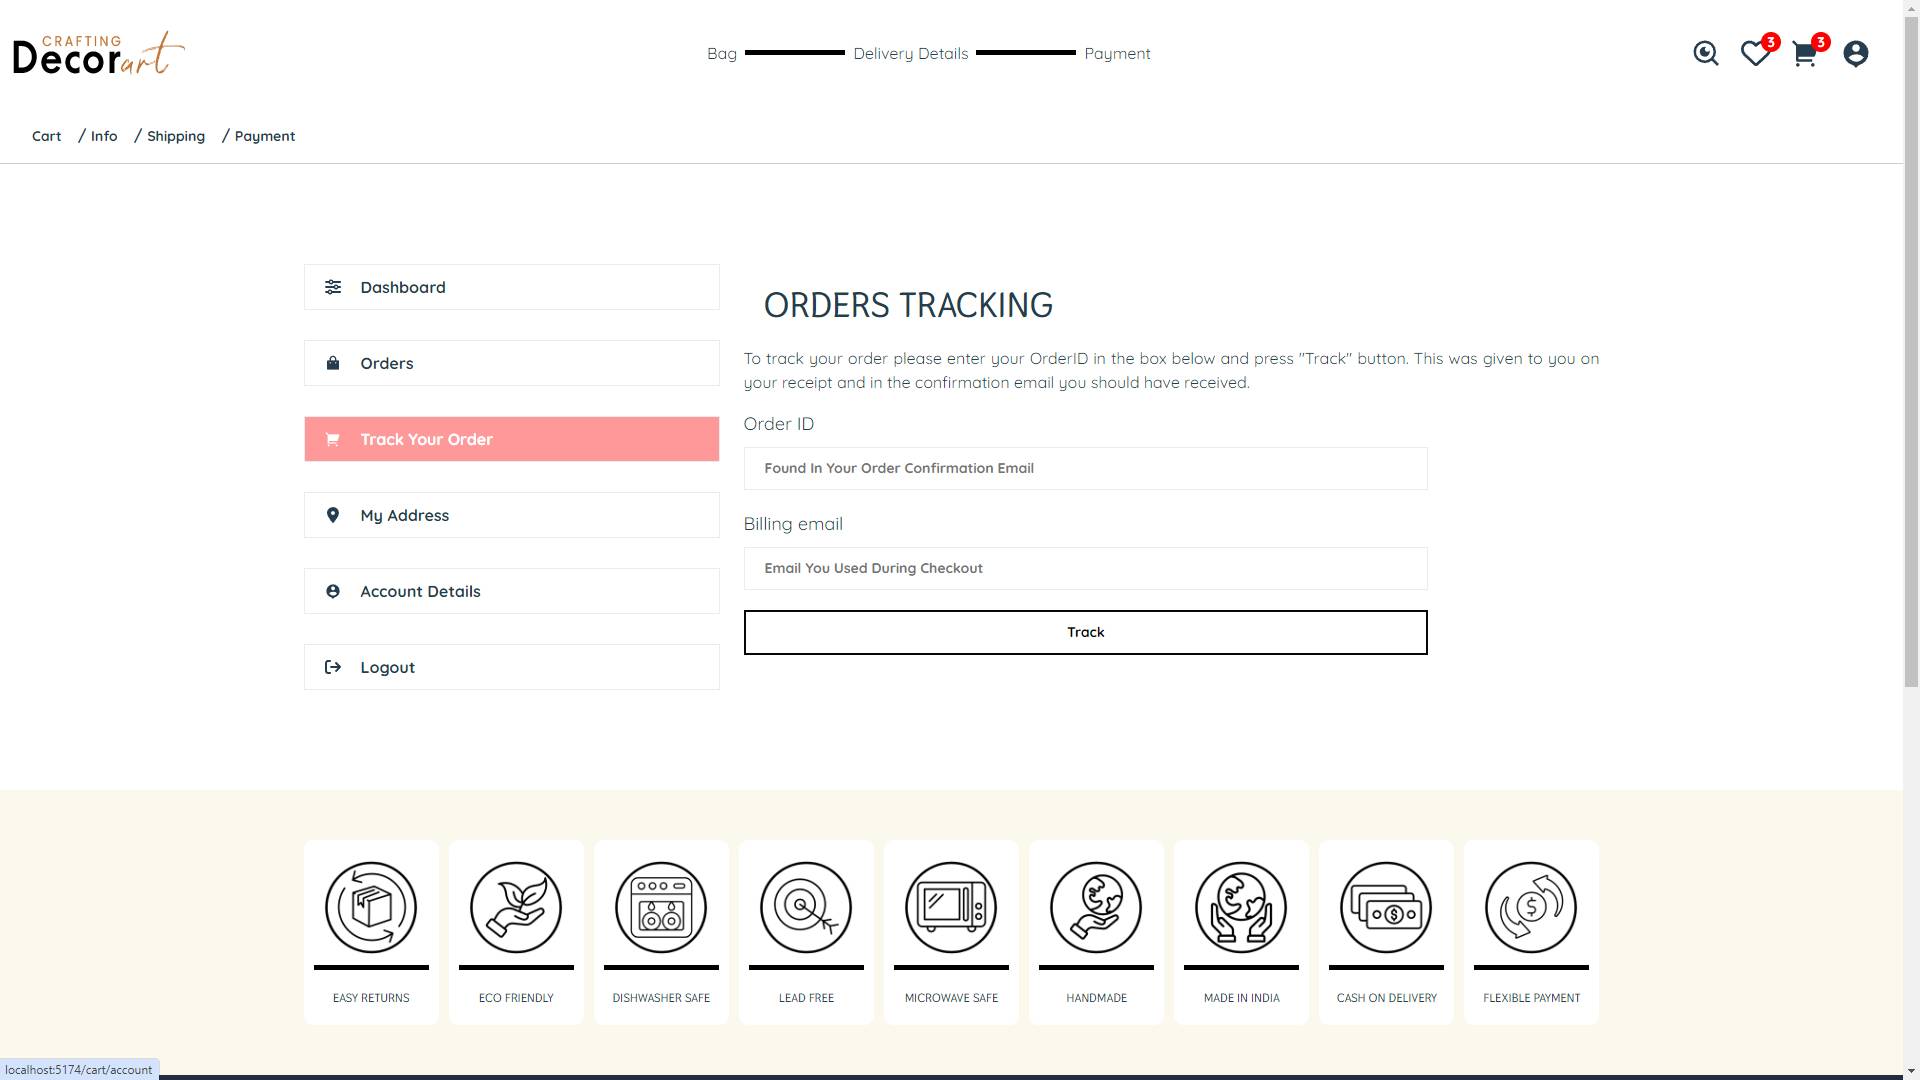 CRAFTING
Decorart
Bag Delivery Details Payment
3 3
Cart / Info / Shipping / Payment
Dashboard
Orders
Track Your Order
My Address
Account Details
Logout
ORDERS TRACKING
To track your order please enter your OrderID in the box below and press "Track" button. This was given to you on
your receipt and in the confirmation email you should have received.
Order ID
Found In Your Order Confirmation Email
Billing email
Email You Used During Checkout
Track
EASY RETURNS
ECO FRIENDLY
DISHWASHER SAFE
LEAD FREE
MICROWAVE SAFE
HANDMADE
MADE IN INDIA
CASH ON DELIVERY
FLEXIBLE PAYMENT
localhost:5174/cart/account